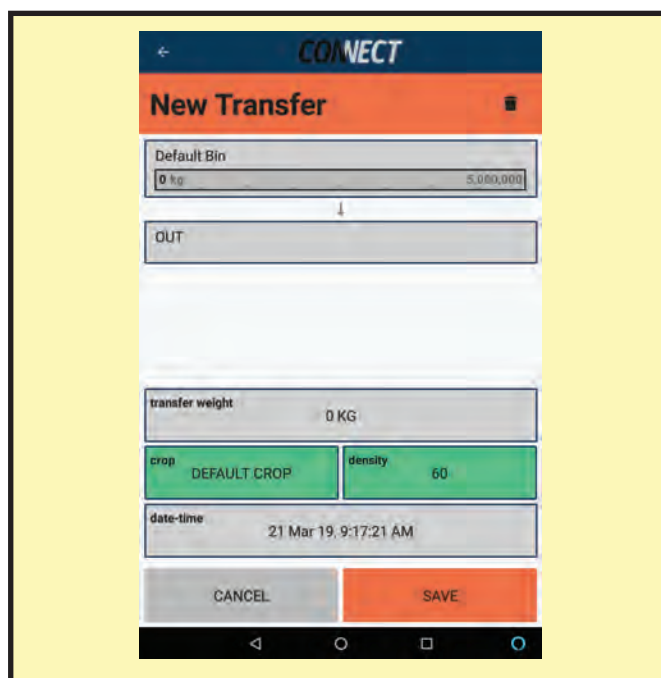 CONNECT
New Transfer
Default Bin
0 kg 5,000,000
OUT
transfer weight
0 KG
crop density
DEFAULT CROP 60
date-time
21 Mar 19, 9:17:21 AM
CANCEL SAVE